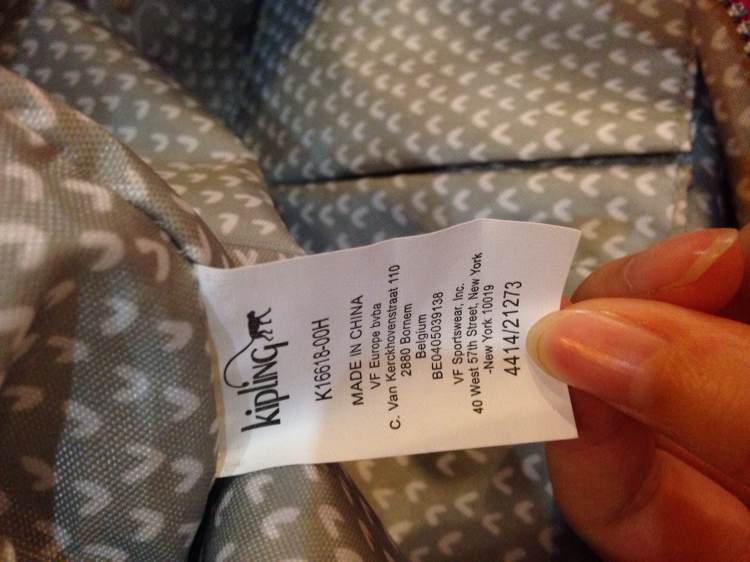 kipling
K16618-00H
MADE IN CHINA
VF Europe bvba
C. Van Kerckhovenstraat 110
2880 Bornem
Belgium
BE0405039138
VF Sportswear, Inc.
40 West 57th Street, New York
-New York 10019
4414/21273